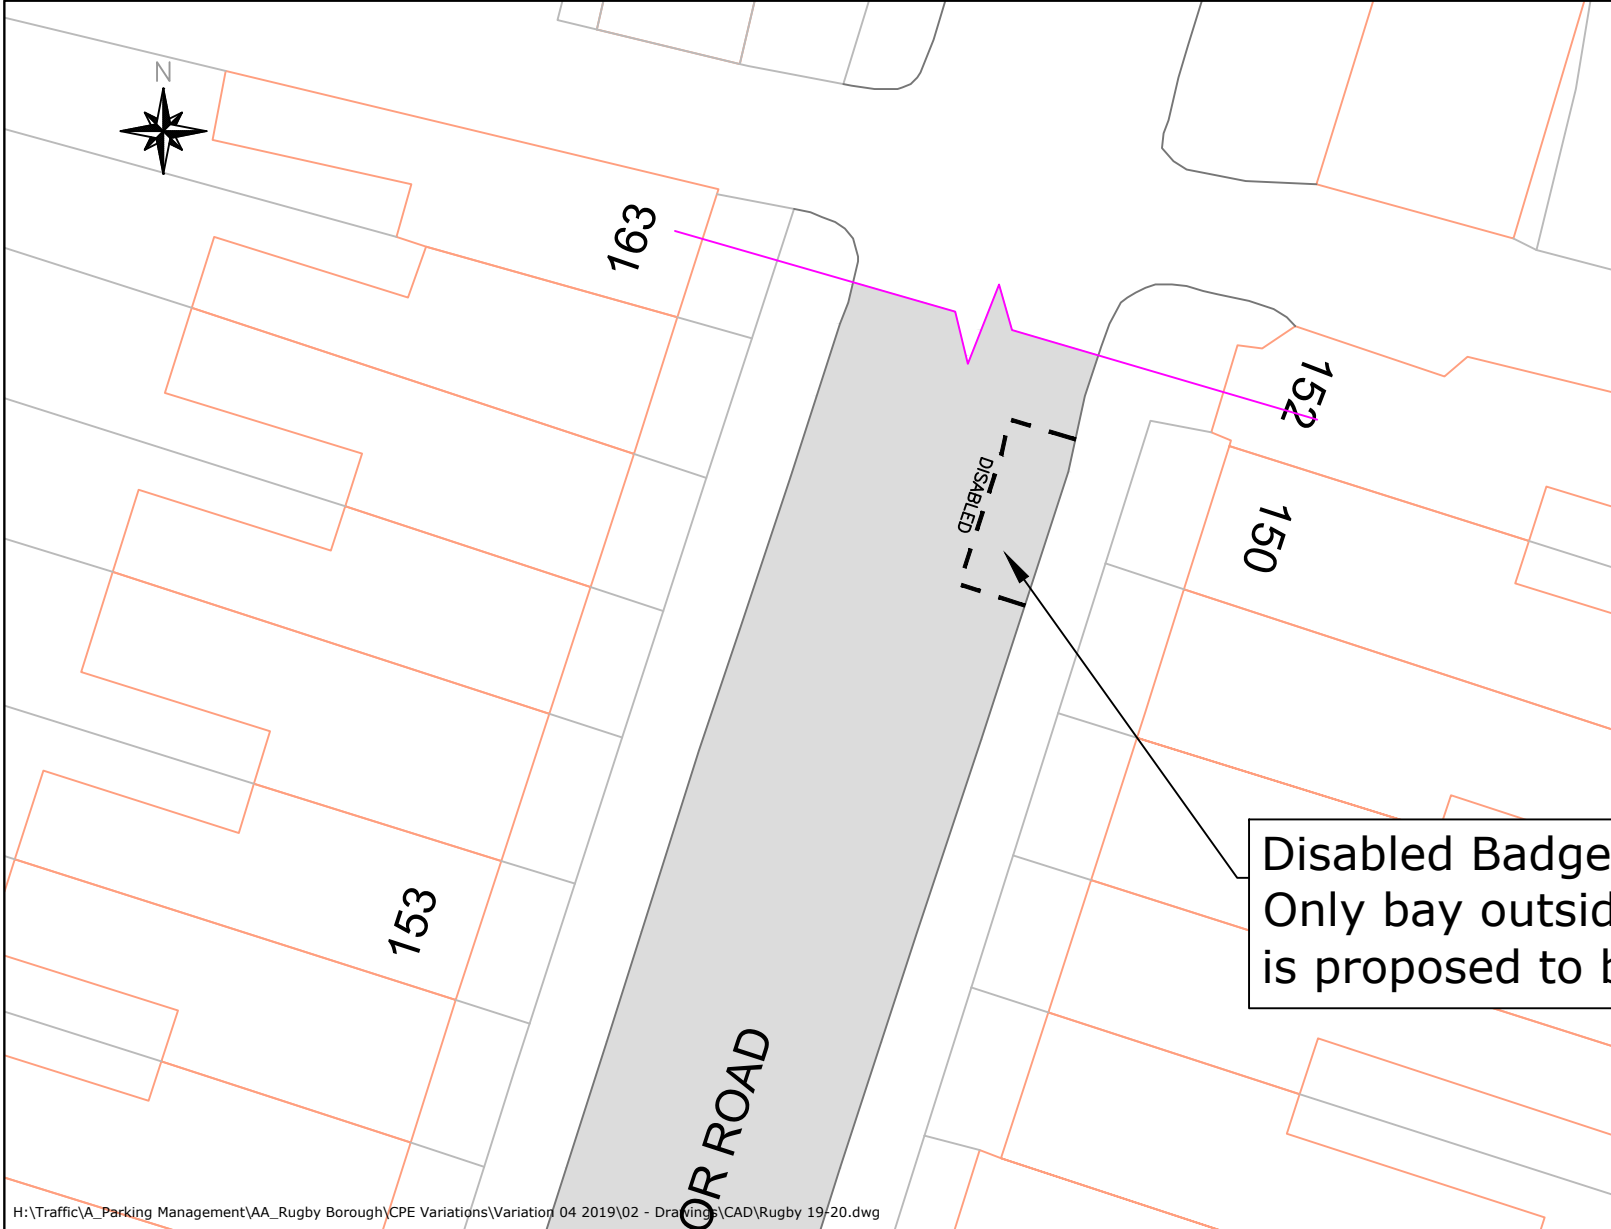 N
163
152
DISABLED
150
Disabled Badge
Only bay outsid
is proposed to b
153
OR ROAD
H:\Traffic\A_Parking Management\AA_Rugby Borough\CPE Variations\Variation 04 2019\02 - Drawings\CAD\Rugby 19-20.dwg